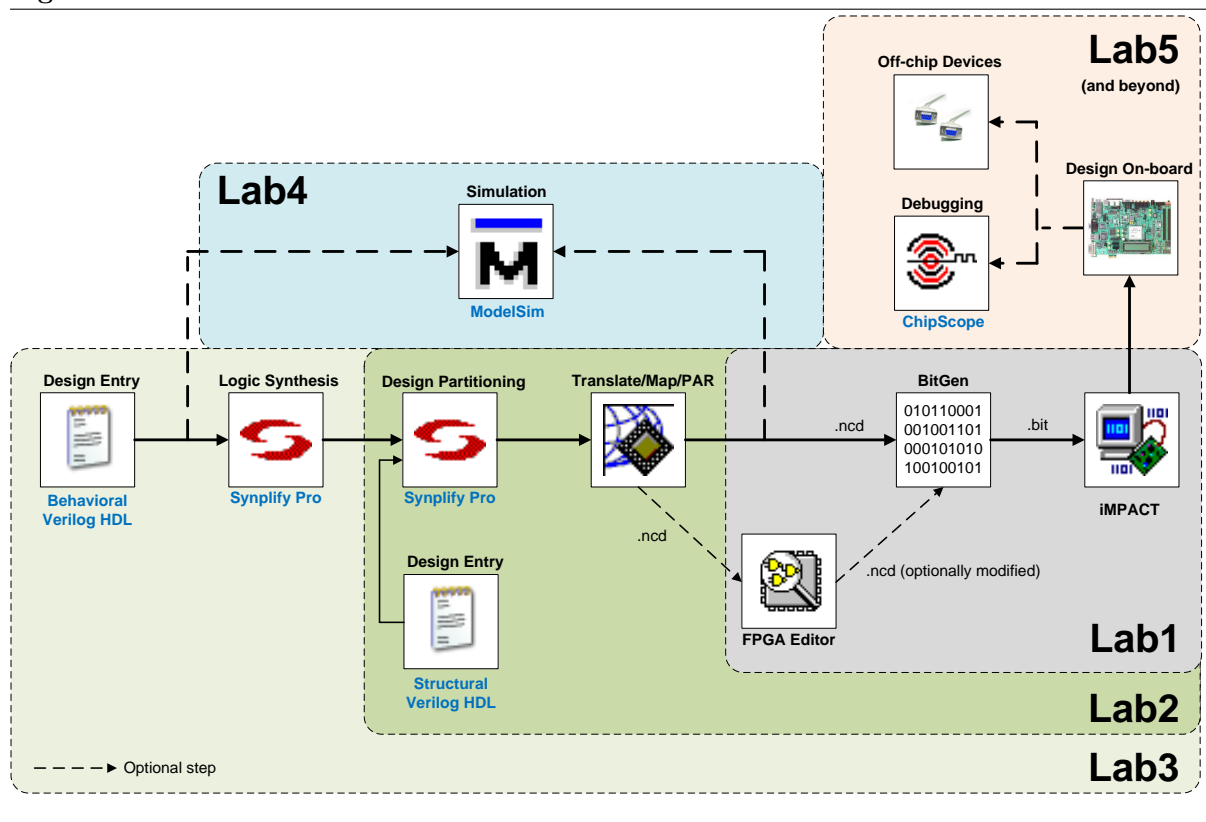 Lab5
(and beyond)
Off-chip Devices
Design On-board
Debugging
ChipScope
Lab4
Simulation
ModelSim
Design Entry
Behavioral
Verilog HDL
Logic Synthesis
Synplify Pro
Design Partitioning
Synplify Pro
Translate/Map/PAR
.ncd
BitGen
010110001
001001101
000101010
100100101
.bit
iMPACT
.ncd
.ncd (optionally modified)
FPGA Editor
Design Entry
Structural
Verilog HDL
Lab1
Lab2
Lab3
Optional step